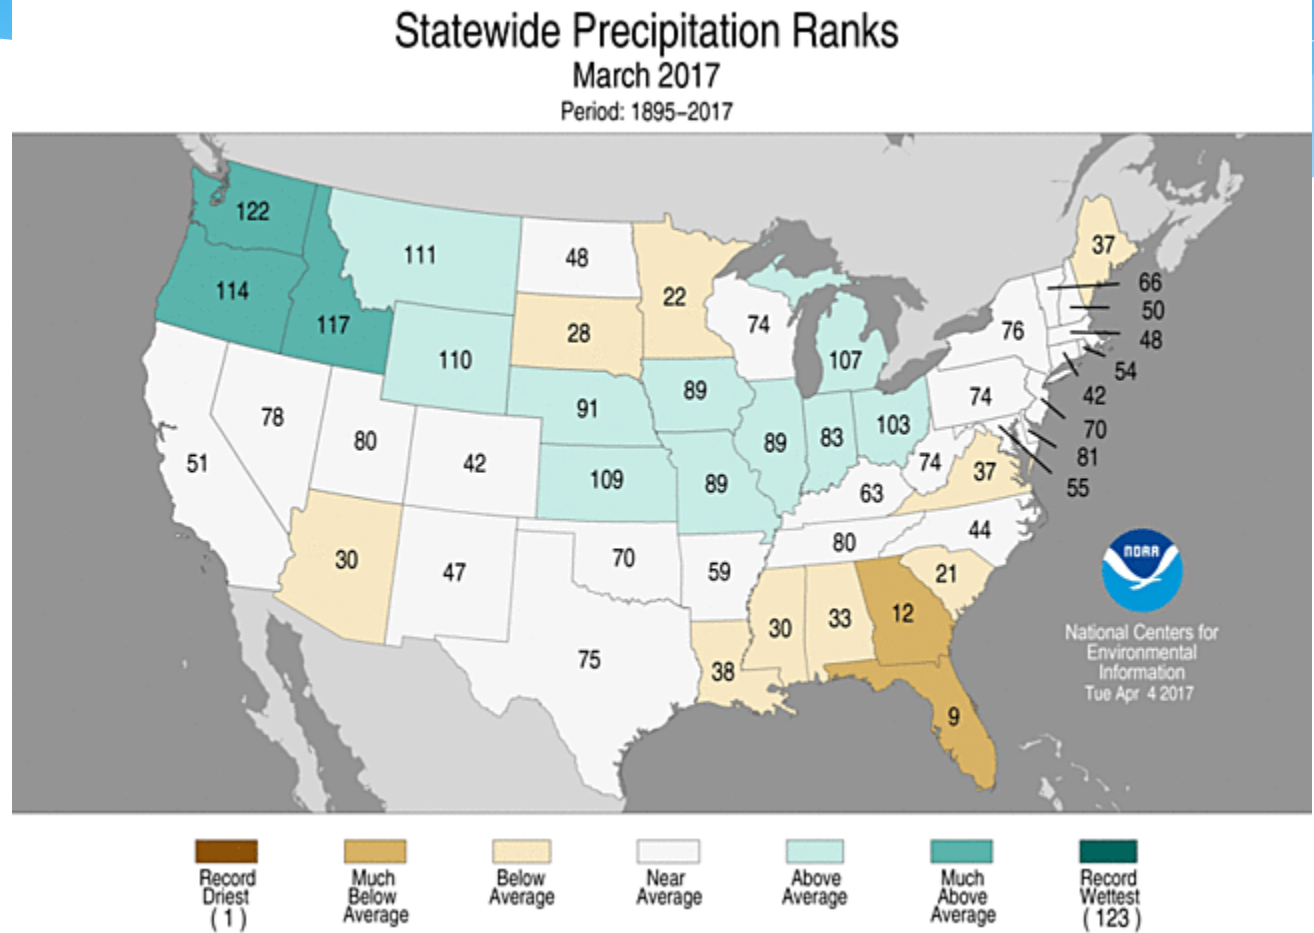 Statewide Precipitation Ranks
March 2017
Period: 1895–2017
122
111
48
37
66
114
22
50
117
28
74
76
48
110
107
54
89
91
74
42
78
103
70
80
89
83
81
51
42
109
89
74
37
55
63
44
80
30
47
70
59
21
NOAA
30
33
12
National Centers for
Environmental
Information
Tue Apr 4 2017
75
38
9
Record
Driest
( 1 )
Much
Below
Average
Below
Average
Near
Average
Above
Average
Much
Above
Average
Record
Wettest
( 123 )